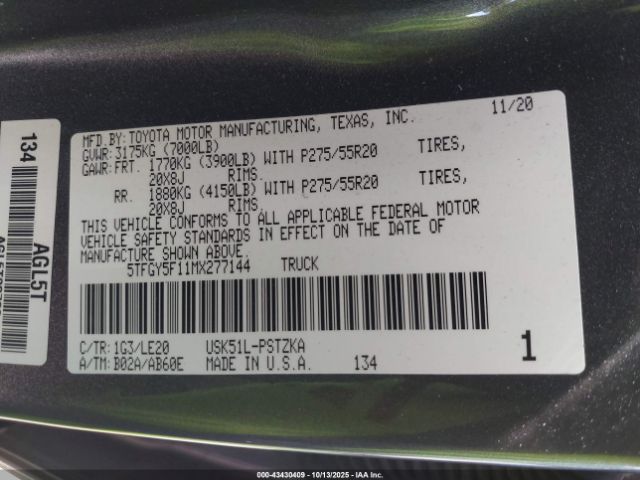 MFD.BY:TOYOTA MOTOR MANUFACTURING, TEXAS, INC. 11/20
GVWR:3175KG (7000LB)
GAWR:FRT. 1770KG (3900LB) WITH P275/55R20 TIRES,
20X8J RIMS.
RR. 1880KG (4150LB) WITH P275/55R20 TIRES,
20X8J RIMS.
THIS VEHICLE CONFORMS TO ALL APPLICABLE FEDERAL MOTOR
VEHICLE SAFETY STANDARDS IN EFFECT ON THE DATE OF
MANUFACTURE SHOWN ABOVE.
5TFGY5F11MX277144 TRUCK
C/TR:1G3/LE20 USK51L-PSTZKA
A/TM:B02A/AB60E MADE IN U.S.A. 134 1
134
AGL5T
000-43430409 - 10/13/2025 - IAA Inc.